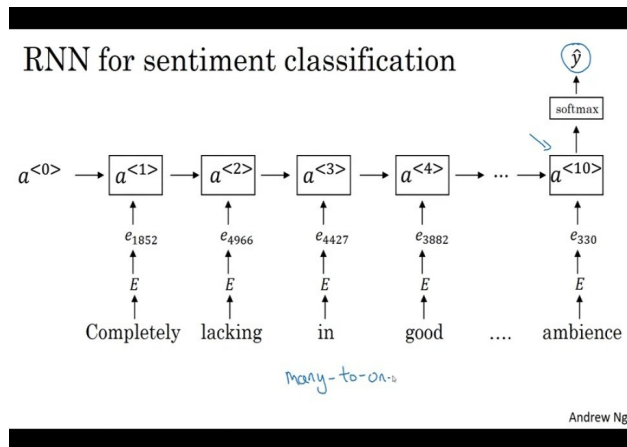 RNN for sentiment classification
ŷ
softmax
a<0> a<1> a<2> a<3> a<4> ... a<10>
e1852 e4966 e4427 e3882 e330
E E E E E
Completely lacking in good .... ambience
many-to-on
Andrew Ng